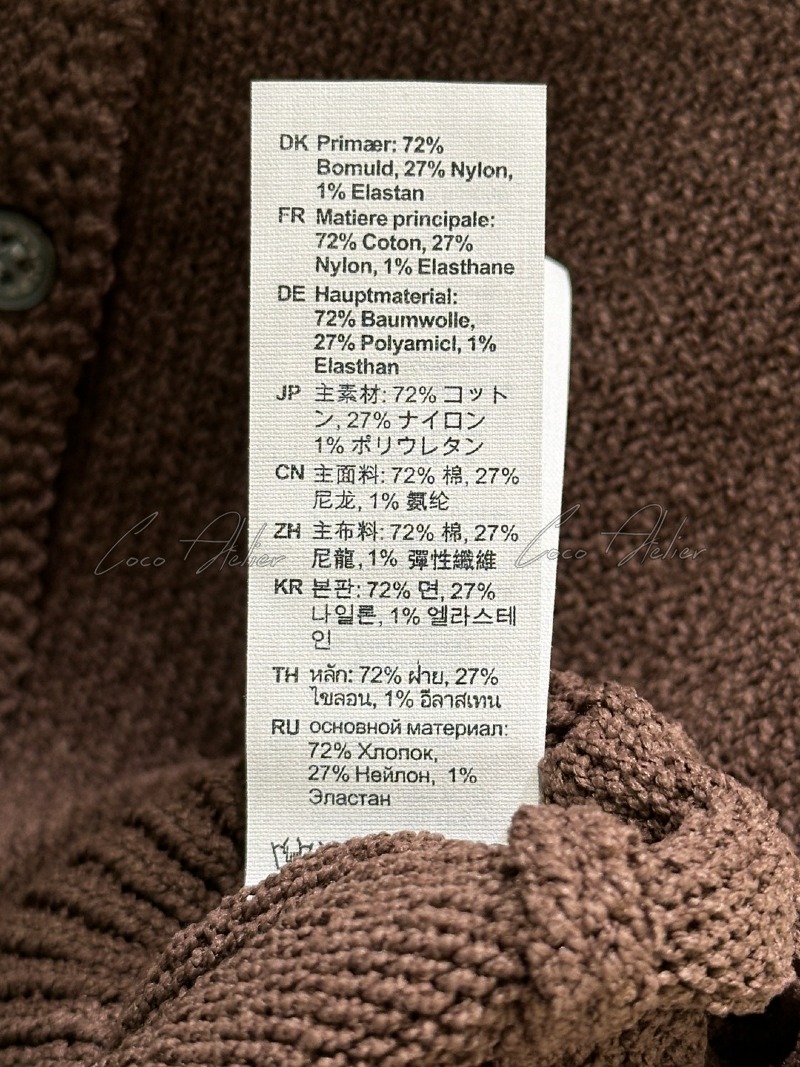 DK Primær: 72%
Bomuld, 27% Nylon,
1% Elastan
FR Matiere principale:
72% Coton, 27%
Nylon, 1% Elasthane
DE Hauptmaterial:
72% Baumwolle,
27% Polyamicl, 1%
Elasthan
JP 主素材: 72% コット
ン, 27% ナイロン
1% ポリウレタン
CN 主面料: 72% 棉, 27%
尼龙, 1% 氨纶
ZH 主布料: 72% 棉, 27%
尼龍, 1% 彈性纖維
Coco Atelier Coco Atelier
KR 본판: 72% 면, 27%
나일론, 1% 엘라스테
인
TH หลัก: 72% ฝ้าย, 27%
ไขลอน, 1% อีลาสเทน
RU основной материал:
72% Хлопок,
27% Нейлон, 1%
Эластан